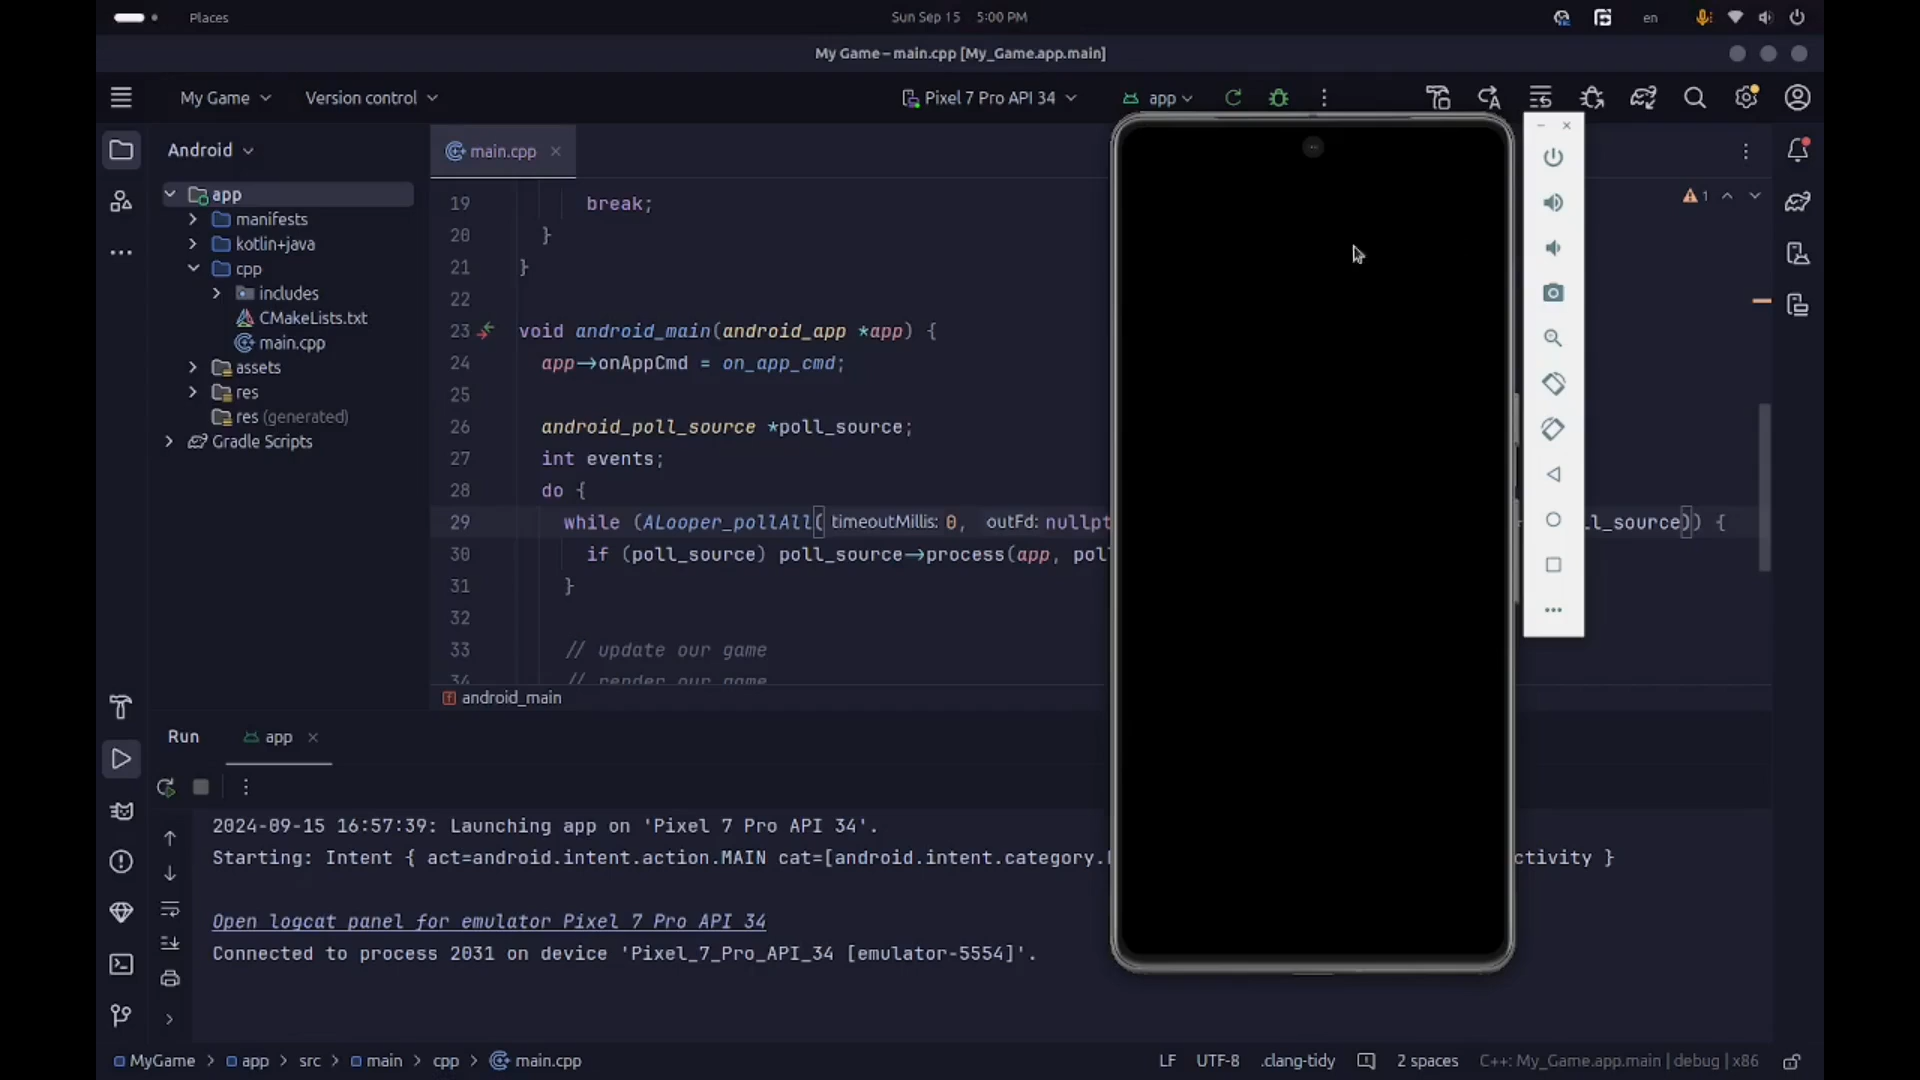 Places
Sun Sep 15 5:00 PM
en
My Game – main.cpp [My_Game.app.main]
My Game
Version control
Pixel 7 Pro API 34
app
Android
main.cpp
app
manifests
kotlin+java
cpp
includes
CMakeLists.txt
main.cpp
assets
res
res (generated)
Gradle Scripts
1
19 break;
20 }
21 }
22
23 void android_main(android_app *app) {
24 app->onAppCmd = on_app_cmd;
25
26 android_poll_source *poll_source;
27 int events;
28 do {
29 while (ALooper_pollAll( timeoutMillis: 0, outFd: nullpt ll_source)) {
30 if (poll_source) poll_source->process(app, poll
31 }
32
33 // update our game
34 // render our game
android_main
Run
app
2024-09-15 16:57:39: Launching app on 'Pixel 7 Pro API 34'.
Starting: Intent { act=android.intent.action.MAIN cat=[android.intent.category. ctivity }
Open logcat panel for emulator Pixel 7 Pro API 34
Connected to process 2031 on device 'Pixel_7_Pro_API_34 [emulator-5554]'.
MyGame > app > src > main > cpp > main.cpp
LF UTF-8 .clang-tidy 2 spaces C++: My_Game.app.main | debug | x86